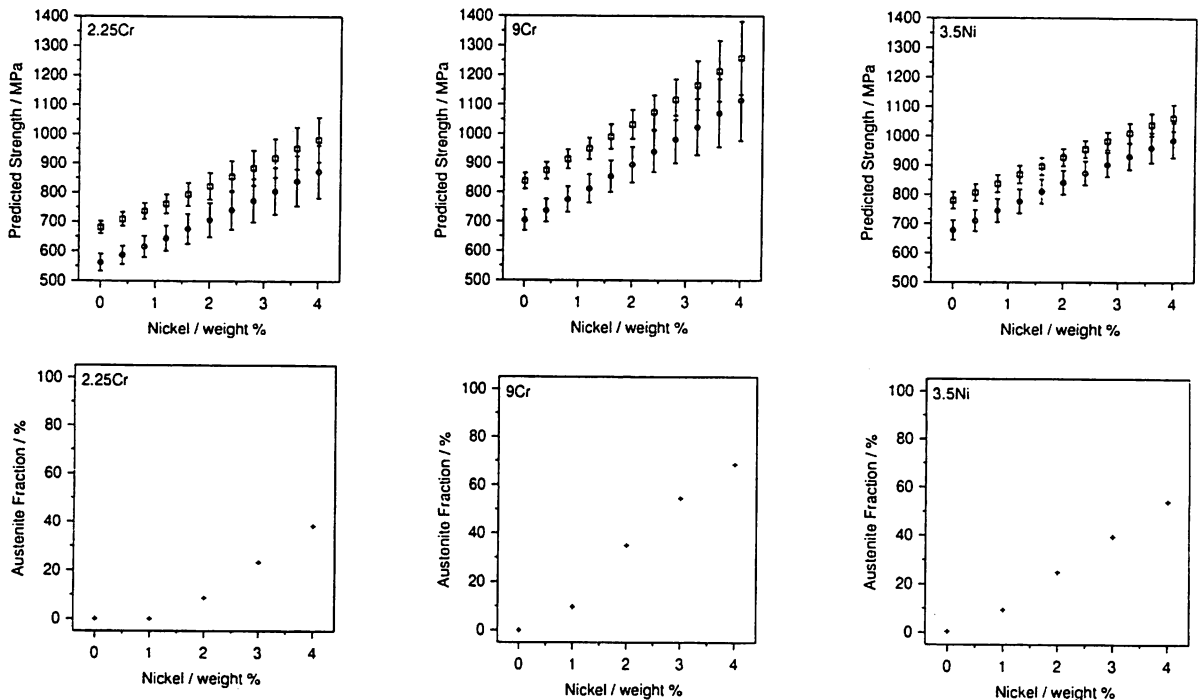 2.25Cr
Predicted Strength / MPa
1400
1300
1200
1100
1000
900
800
700
600
500
0 1 2 3 4
Nickel / weight %
9Cr
Predicted Strength / MPa
1400
1300
1200
1100
1000
900
800
700
600
500
0 1 2 3 4
Nickel / weight %
3.5Ni
Predicted Strength / MPa
1400
1300
1200
1100
1000
900
800
700
600
500
0 1 2 3 4
Nickel / weight %
2.25Cr
Austenite Fraction / %
100
80
60
40
20
0
0 1 2 3 4
Nickel / weight %
9Cr
Austonite Fraction / %
100
80
60
40
20
0
0 1 2 3 4
Nickel / weight %
3.5Ni
Austenite Fraction / %
100
80
60
40
20
0
0 1 2 3 4
Nickel / weight %